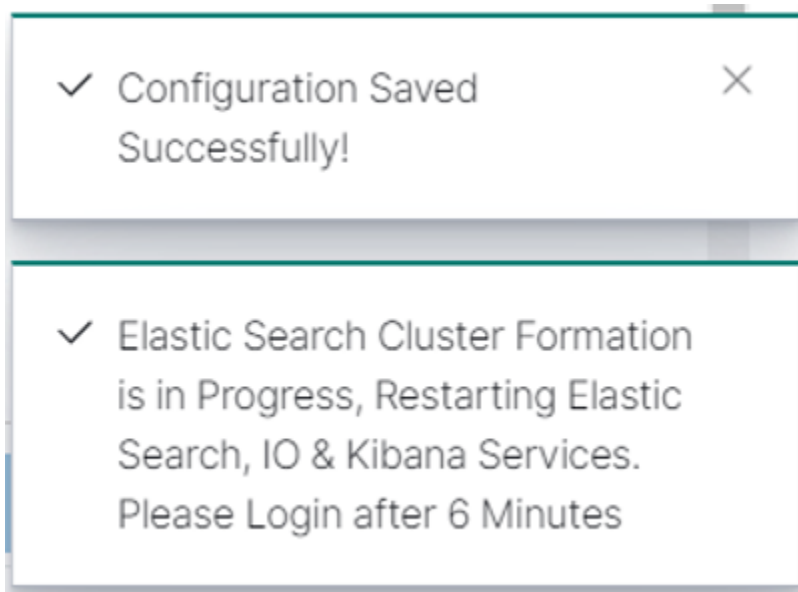 Configuration Saved
Successfully!
Elastic Search Cluster Formation
is in Progress, Restarting Elastic
Search, IO & Kibana Services.
Please Login after 6 Minutes